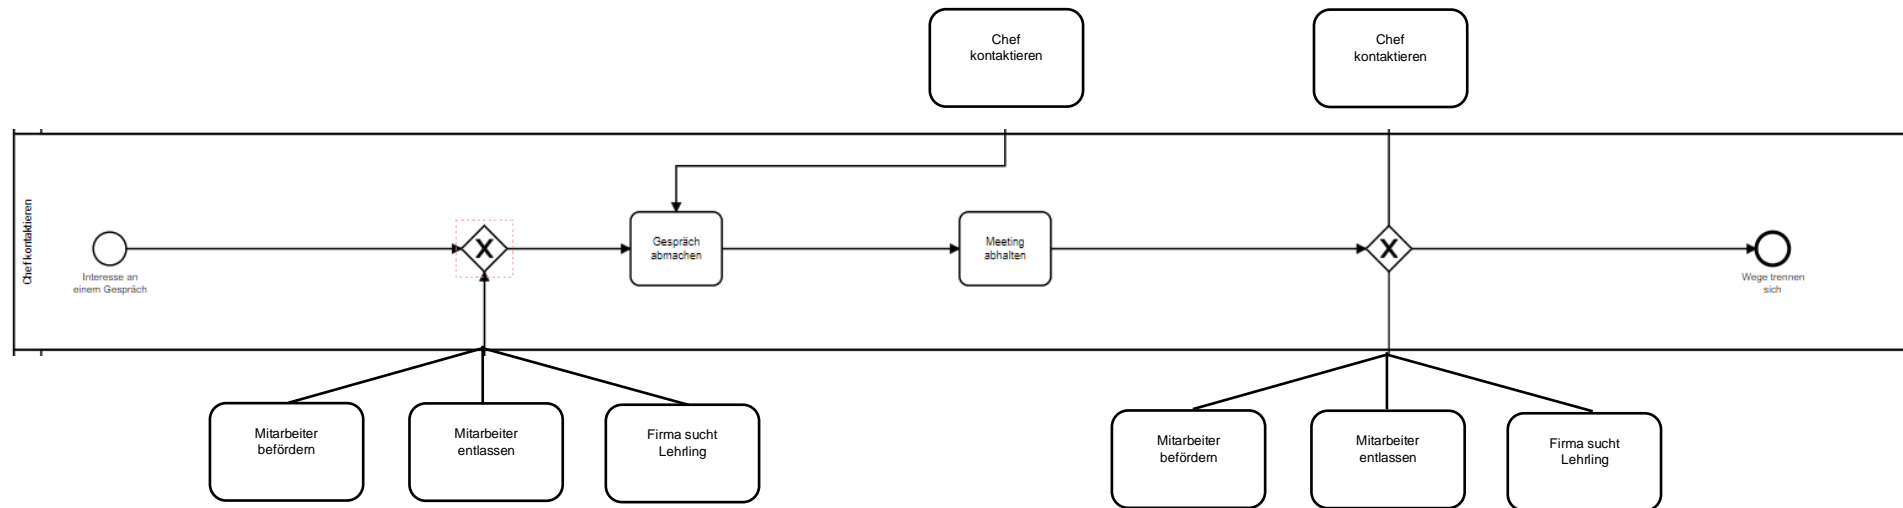 Chef
kontaktieren
Chef
kontaktieren
Chef kontaktieren
Interesse an
einem Gespräch
X
Gespräch
abmachen
Meeting
abhalten
X
Wege trennen
sich
Mitarbeiter
befördern
Mitarbeiter
entlassen
Firma sucht
Lehrling
Mitarbeiter
befördern
Mitarbeiter
entlassen
Firma sucht
Lehrling